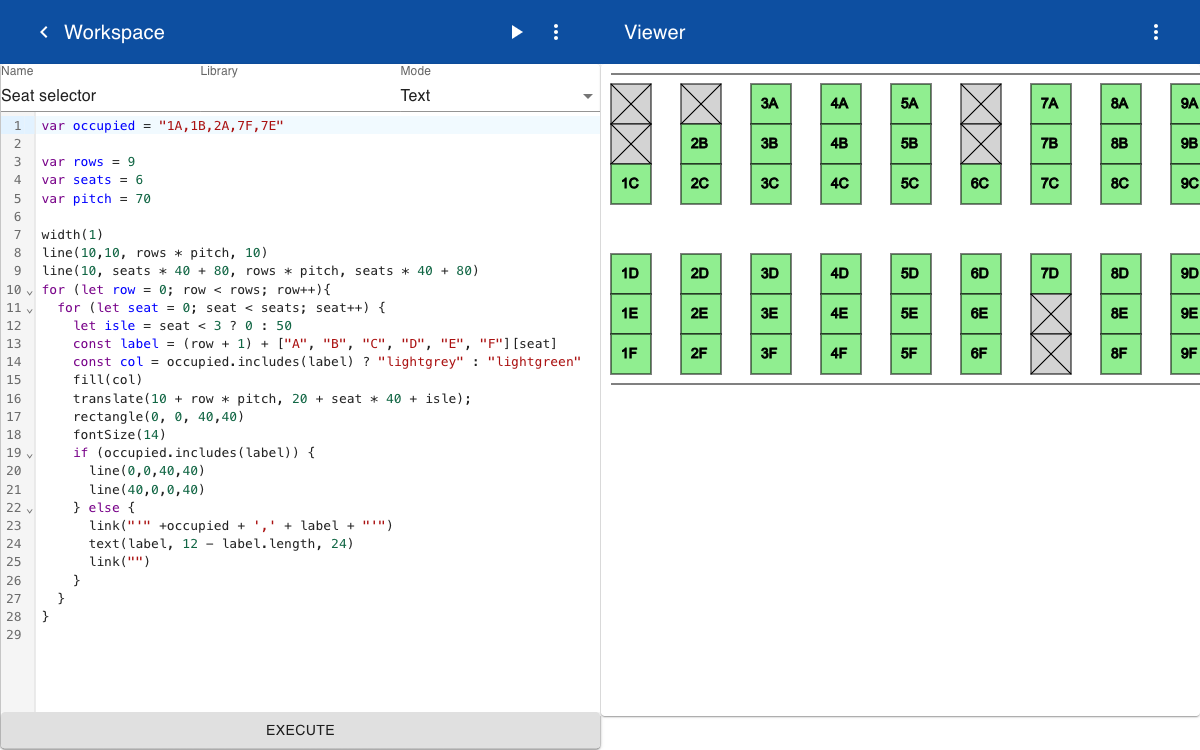 Workspace
Viewer
Name Library Mode
Seat selector Text
1 var occupied = "1A,1B,2A,7F,7E"
2
3 var rows = 9
4 var seats = 6
5 var pitch = 70
6
7 width(1)
8 line(10,10, rows * pitch, 10)
9 line(10, seats * 40 + 80, rows * pitch, seats * 40 + 80)
10 for (let row = 0; row < rows; row++){
11 for (let seat = 0; seat < seats; seat++) {
12 let isle = seat < 3 ? 0 : 50
13 const label = (row + 1) + ["A", "B", "C", "D", "E", "F"][seat]
14 const col = occupied.includes(label) ? "lightgrey" : "lightgreen"
15 fill(col)
16 translate(10 + row * pitch, 20 + seat * 40 + isle);
17 rectangle(0, 0, 40,40)
18 fontSize(14)
19 if (occupied.includes(label)) {
20 line(0,0,40,40)
21 line(40,0,0,40)
22 } else {
23 link("'" +occupied + ',' + label + "'")
24 text(label, 12 - label.length, 24)
25 link("")
26 }
27 }
28 }
29
EXECUTE
3A 4A 5A 7A 8A 9A
2B 3B 4B 5B 7B 8B 9B
1C 2C 3C 4C 5C 6C 7C 8C 9C
1D 2D 3D 4D 5D 6D 7D 8D 9D
1E 2E 3E 4E 5E 6E 8E 9E
1F 2F 3F 4F 5F 6F 8F 9F